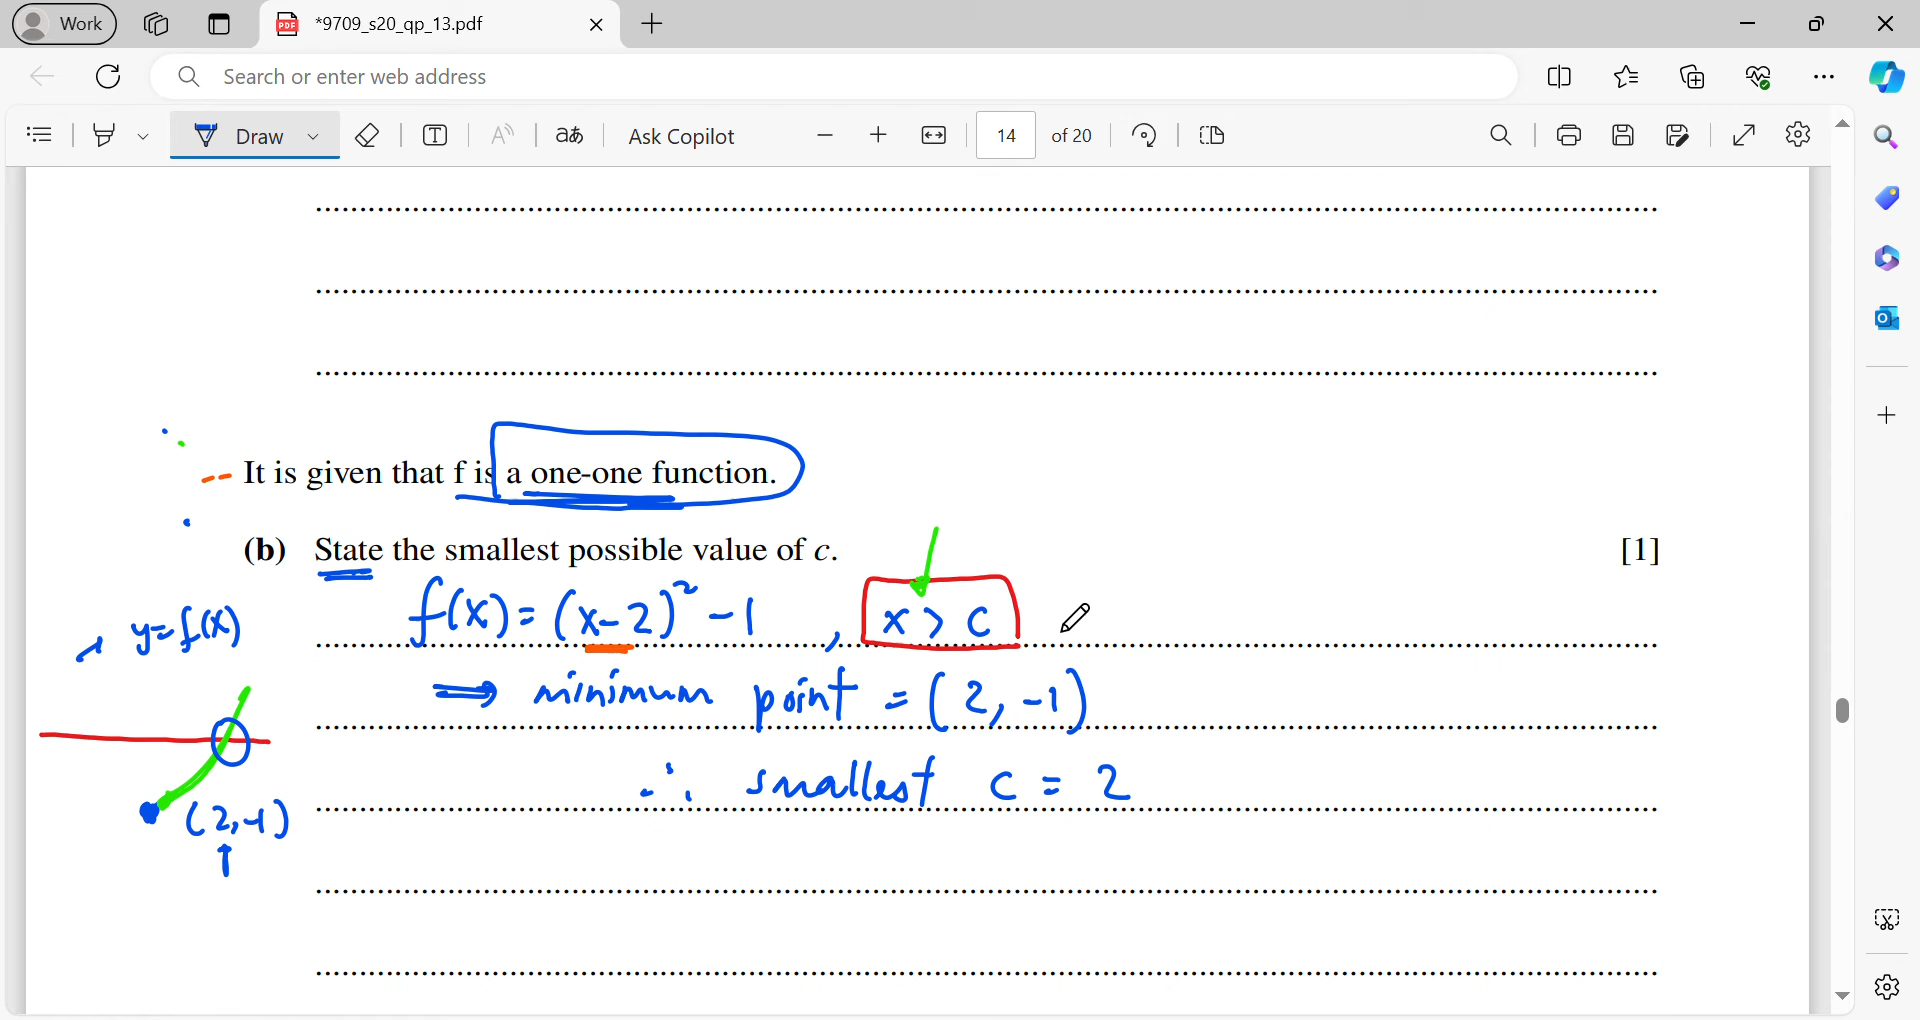 Work
*9709_s20_qp_13.pdf
Search or enter web address
Draw
T
aあ
Ask Copilot
14 of 20
It is given that f is a one-one function.
(b) State the smallest possible value of c. [1]
f(x) = (x-2)² -1 , x > c
y=f(x)
⟹ minimum point = (2, -1)
∴ smallest c = 2
(2,-1)